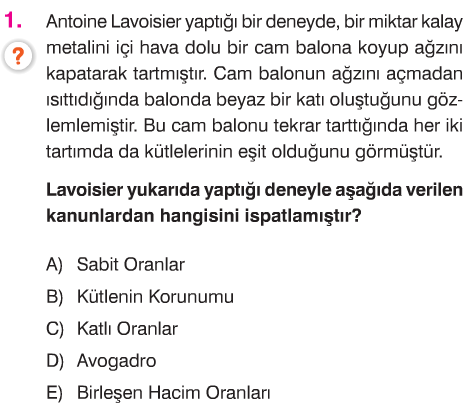 1. Antoine Lavoisier yaptığı bir deneyde, bir miktar kalay
? metalini içi hava dolu bir cam balona koyup ağzını
kapatarak tartmıştır. Cam balonun ağzını açmadan
ısıttıdığında balonda beyaz bir katı oluştuğunu göz-
lemlemiştir. Bu cam balonu tekrar tarttığında her iki
tartımda da kütlelerinin eşit olduğunu görmüştür.
Lavoisier yukarıda yaptığı deneyle aşağıda verilen
kanunlardan hangisini ispatlamıştır?
A) Sabit Oranlar
B) Kütlenin Korunumu
C) Katlı Oranlar
D) Avogadro
E) Birleşen Hacim Oranları